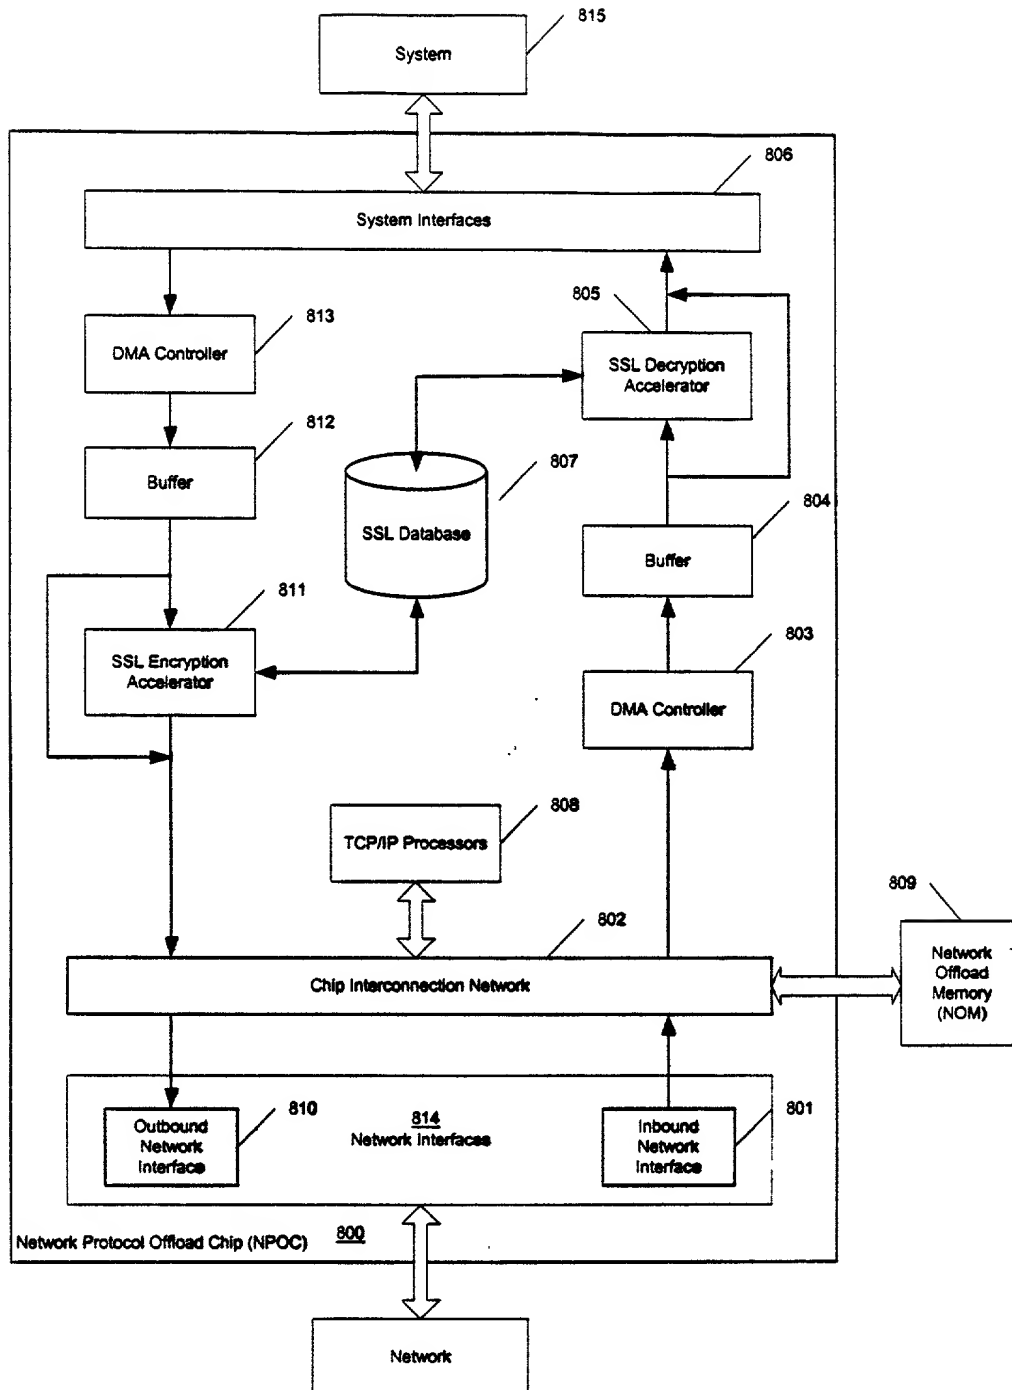 815
System
806
System Interfaces
813
DMA Controller
805
SSL Decryption
Accelerator
812
Buffer
807
SSL Database
804
Buffer
811
SSL Encryption
Accelerator
803
DMA Controller
808
TCP/IP Processors
809
Network
Offload
Memory
(NOM)
802
Chip Interconnection Network
810
Outbound
Network
Interface
814
Network Interfaces
801
Inbound
Network
Interface
Network Protocol Offload Chip (NPOC) 800
Network